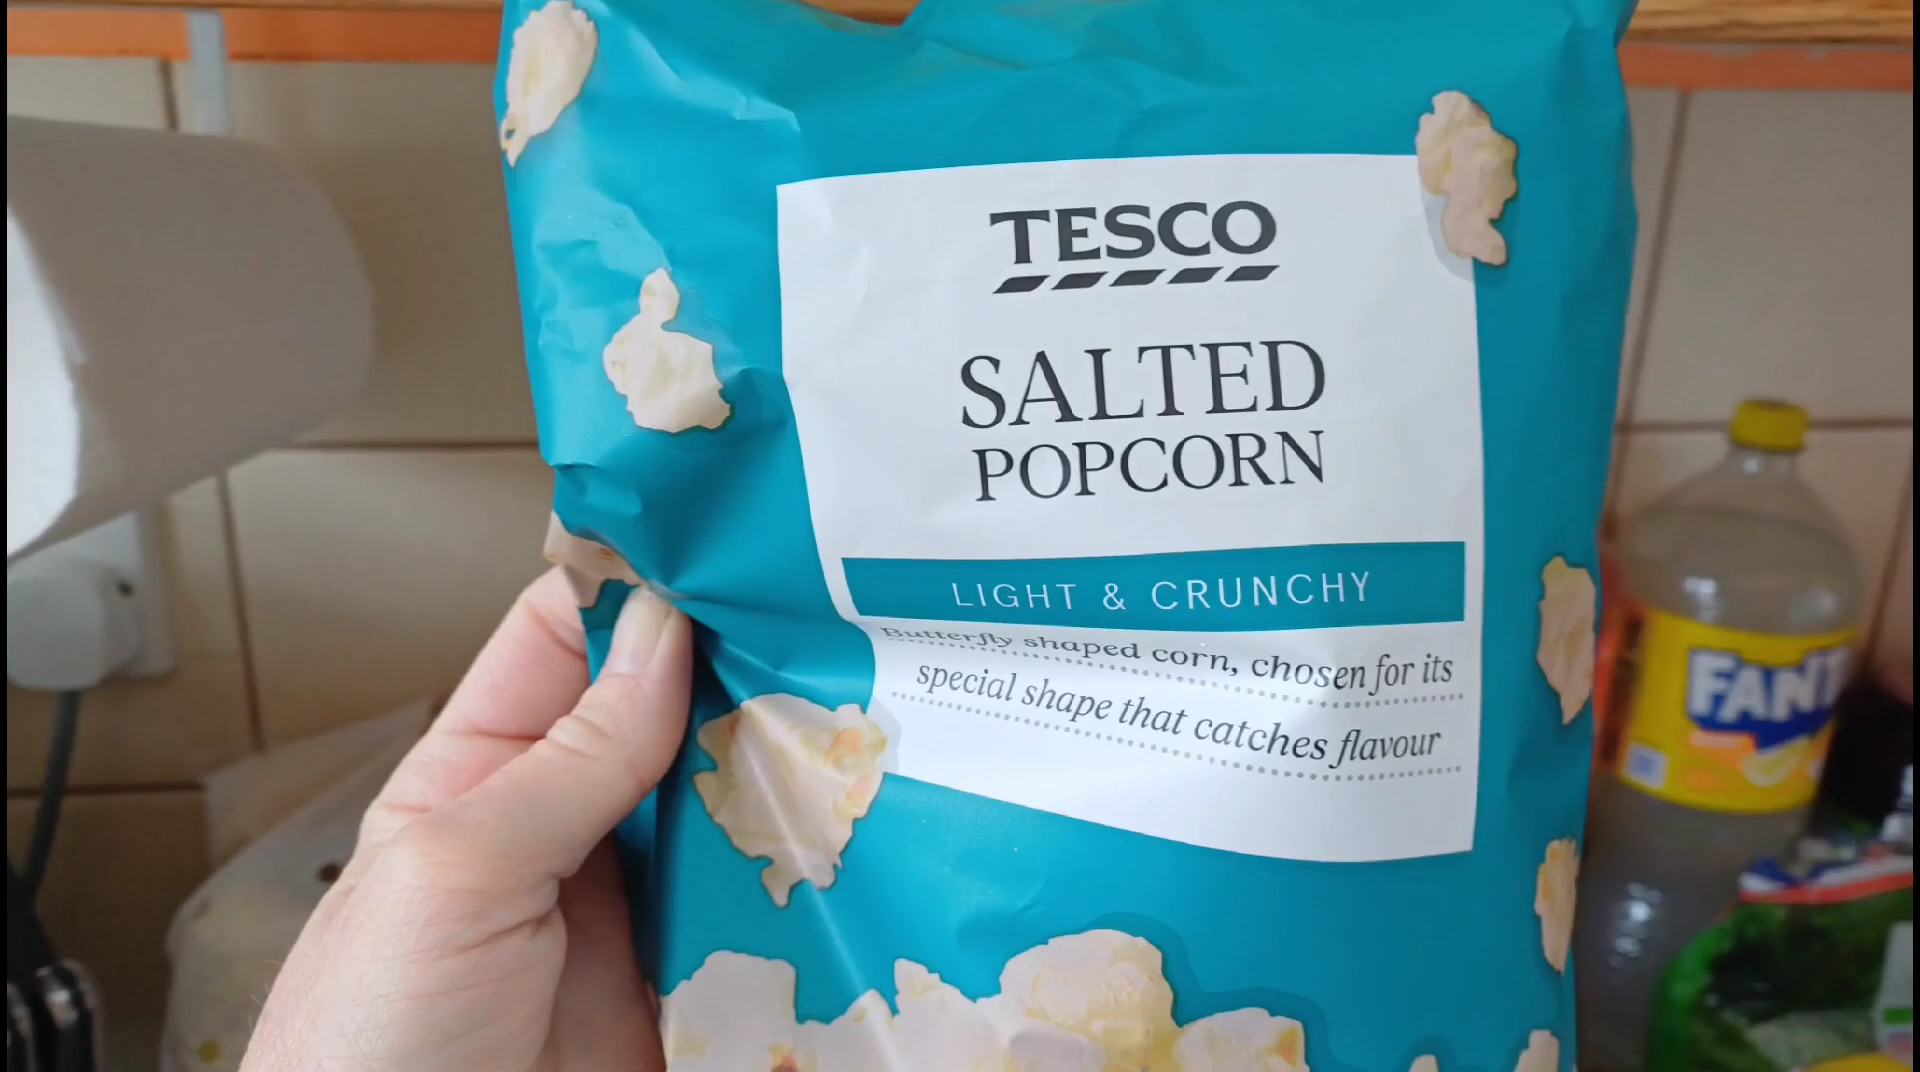 TESCO
SALTED
POPCORN
LIGHT & CRUNCHY
Butterfly shaped corn, chosen for its
special shape that catches flavour
FANT